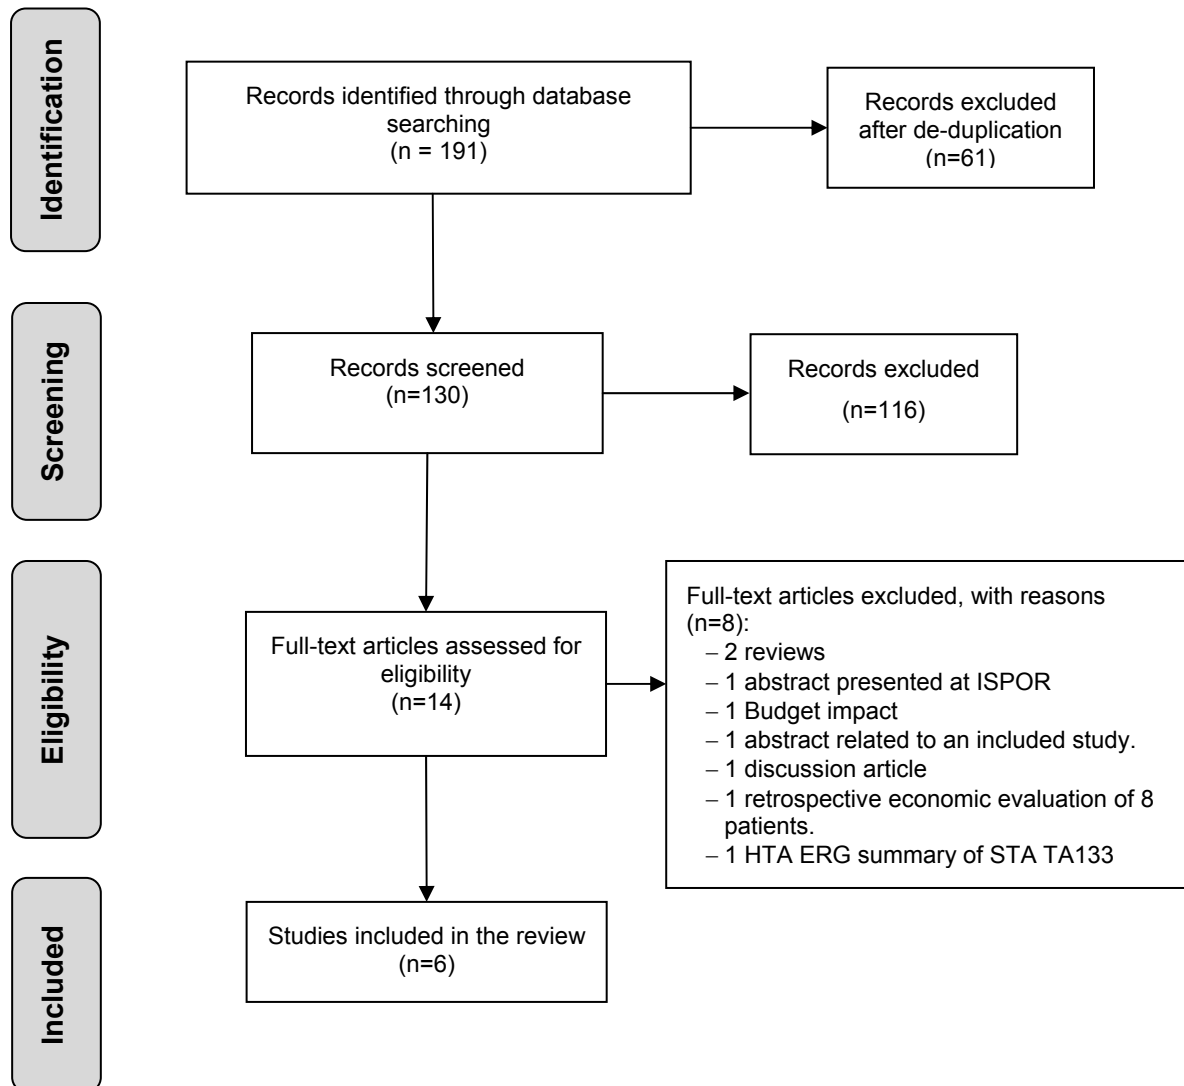 Identification
Records identified through database
searching
(n = 191)
Records excluded
after de-duplication
(n=61)
Screening
Records screened
(n=130)
Records excluded
(n=116)
Eligibility
Full-text articles assessed for
eligibility
(n=14)
Full-text articles excluded, with reasons
(n=8):
– 2 reviews
– 1 abstract presented at ISPOR
– 1 Budget impact
– 1 abstract related to an included study.
– 1 discussion article
– 1 retrospective economic evaluation of 8
patients.
– 1 HTA ERG summary of STA TA133
Included
Studies included in the review
(n=6)